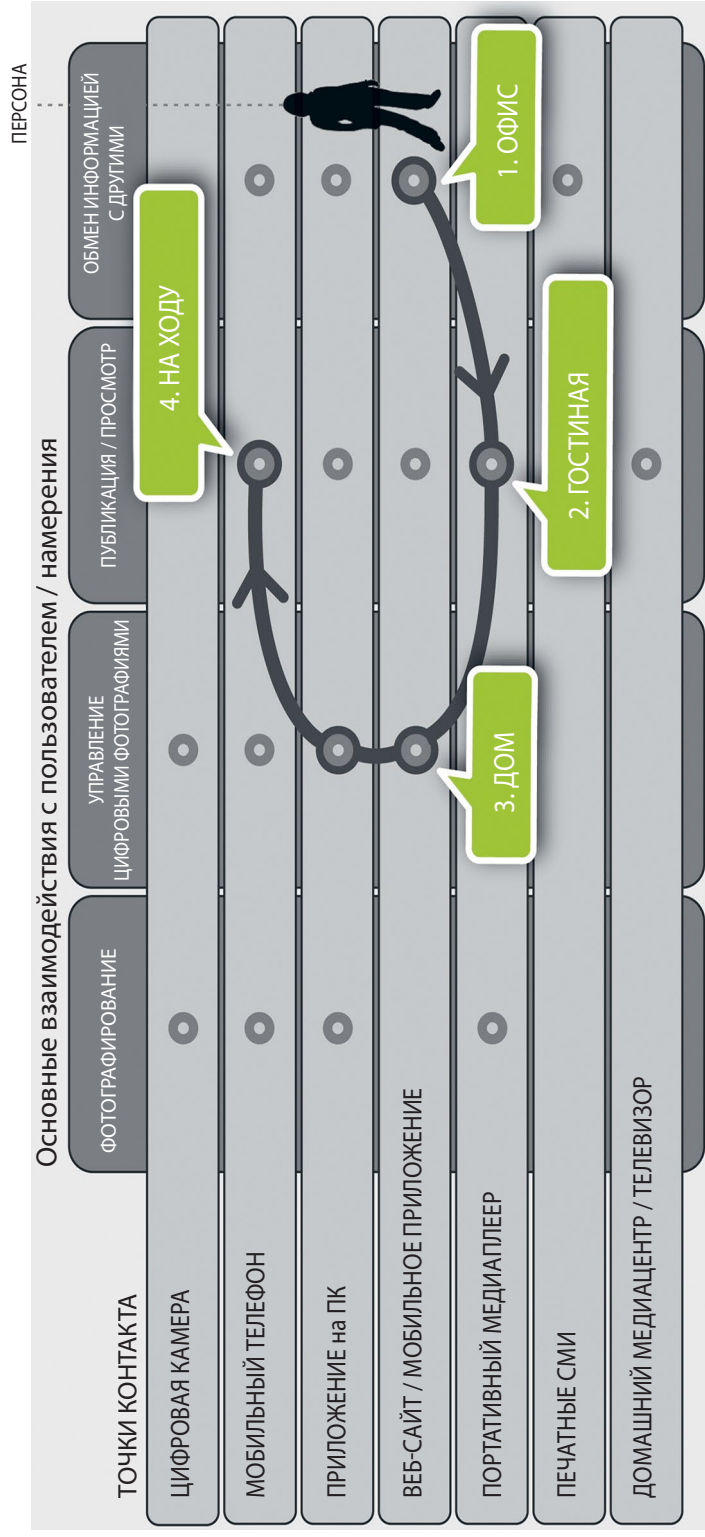 Основные взаимодействия с пользователем / намерения
ПЕРСОНА
ТОЧКИ КОНТАКТА
ФОТОГРАФИРОВАНИЕ
УПРАВЛЕНИЕ
ЦИФРОВЫМИ ФОТОГРАФИЯМИ
ПУБЛИКАЦИЯ / ПРОСМОТР
ОБМЕН ИНФОРМАЦИЕЙ
С ДРУГИМИ
ЦИФРОВАЯ КАМЕРА
МОБИЛЬНЫЙ ТЕЛЕФОН
ПРИЛОЖЕНИЕ на ПК
ВЕБ-САЙТ / МОБИЛЬНОЕ ПРИЛОЖЕНИЕ
ПОРТАТИВНЫЙ МЕДИАПЛЕЕР
ПЕЧАТНЫЕ СМИ
ДОМАШНИЙ МЕДИАЦЕНТР / ТЕЛЕВИЗОР
1. ОФИС
2. ГОСТИНАЯ
3. ДОМ
4. НА ХОДУ